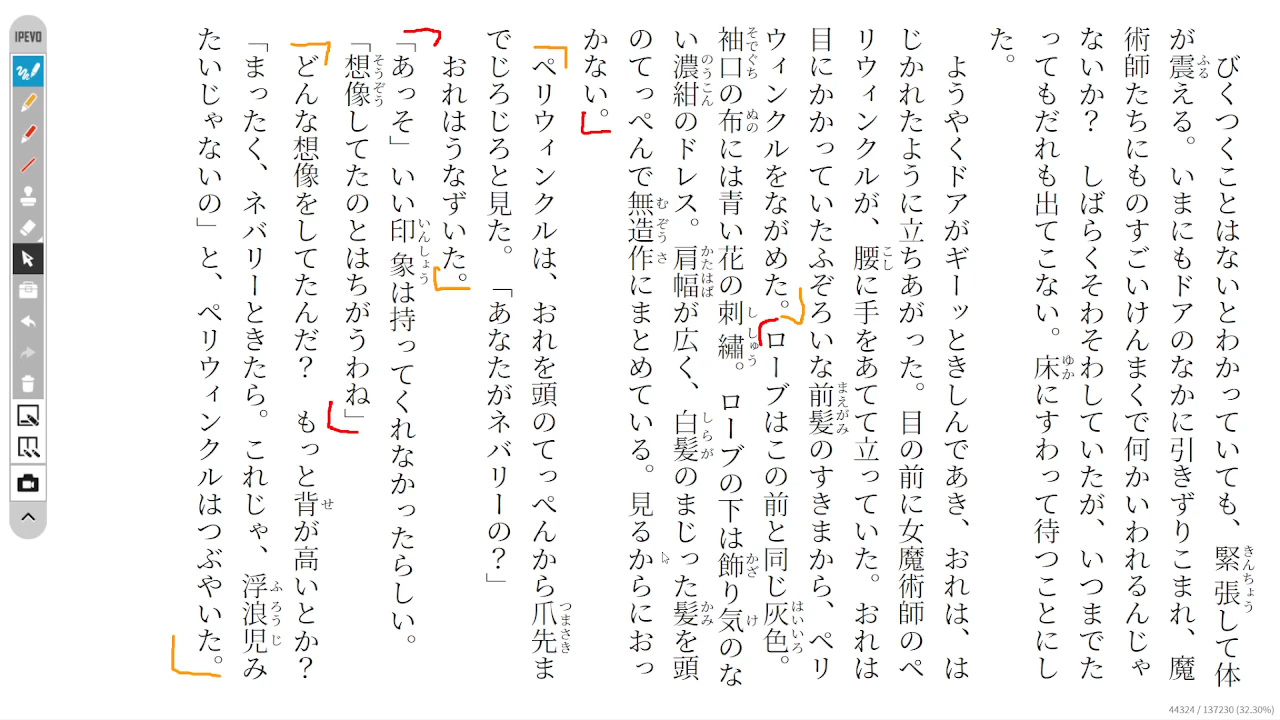 びくつくことはないとわかっていても、緊張して体
が震える。いまにもドアのなかに引きずりこまれ、魔
術師たちにものすごいけんまくで何かいわれるんじゃ
ないか？　しばらくそわそわしていたが、いつまでた
ってもだれも出てこない。床にすわって待つことにし
た。
　ようやくドアがギーッときしんであき、おれは、は
じかれたように立ちあがった。目の前に女魔術師のペ
リウィンクルが、腰に手をあてて立っていた。おれは
目にかかっていたふぞろいな前髪のすきまから、ペリ
ウィンクルをながめた。ローブはこの前と同じ灰色。
袖口の布には青い花の刺繡。ローブの下は飾り気のな
い濃紺のドレス。肩幅が広く、白髪のまじった髪を頭
のてっぺんで無造作にまとめている。見るからにおっ
かない。
　ペリウィンクルは、おれを頭のてっぺんから爪先ま
でじろじろと見た。「あなたがネバリーの？」
　おれはうなずいた。
「あっそ」いい印象は持ってくれなかったらしい。
「想像してたのとはちがうわね」
　どんな想像をしてたんだ？　もっと背が高いとか？
「まったく、ネバリーときたら。これじゃ、浮浪児み
たいじゃないの」と、ペリウィンクルはつぶやいた。
IPEVO
44324 / 137230 (32.30%)